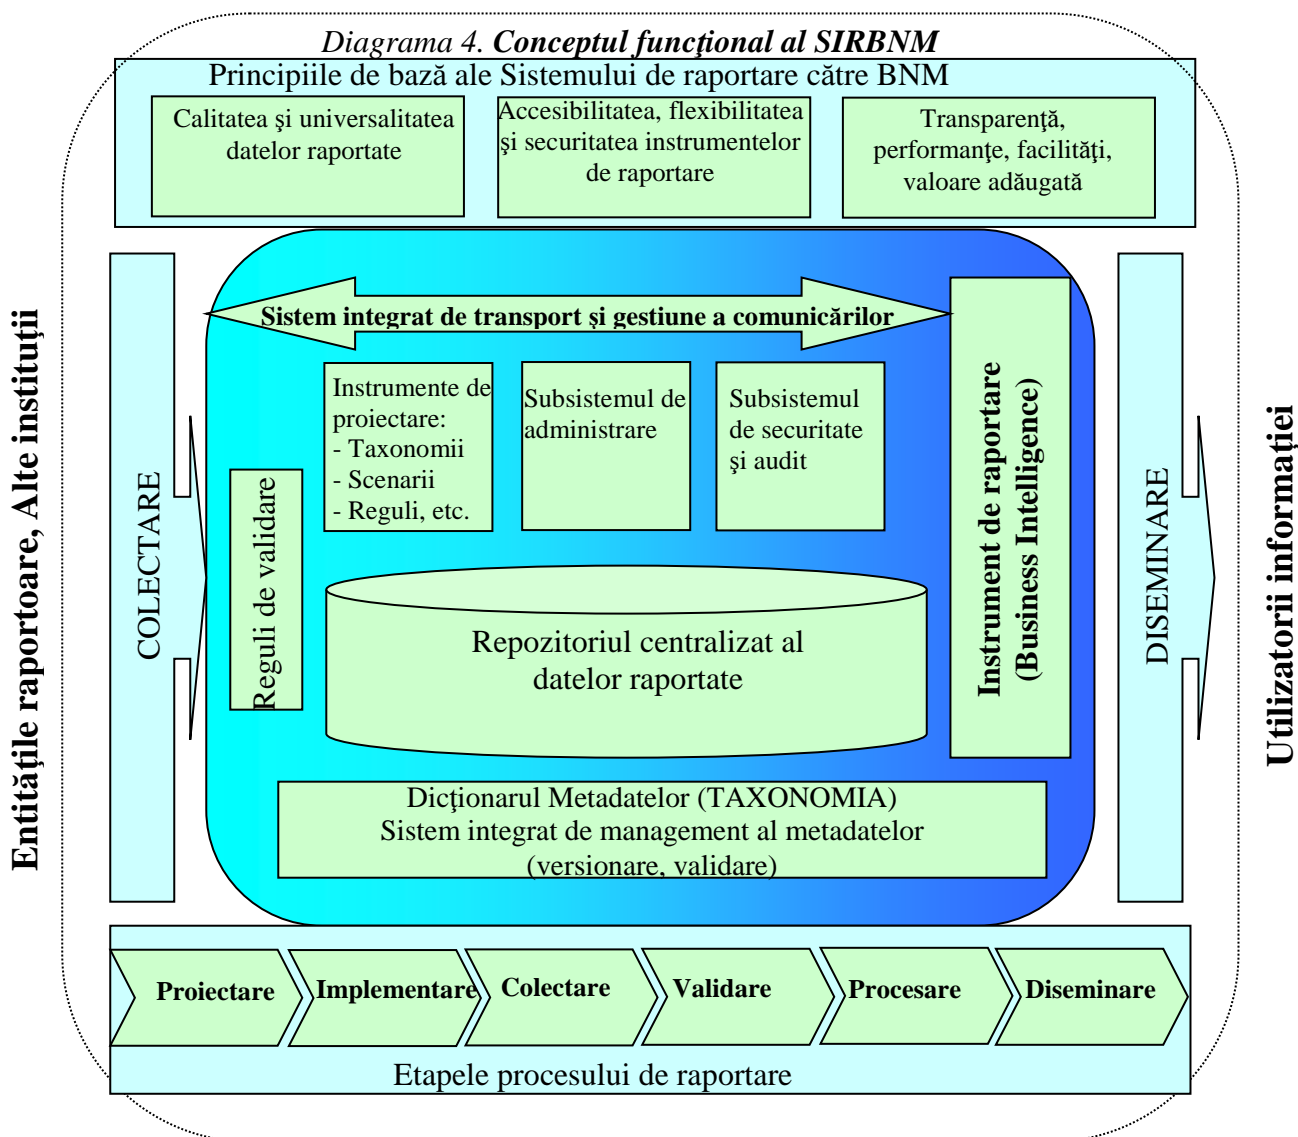 Diagrama 4. Conceptul funcţional al SIRBNM
Principiile de bază ale Sistemului de raportare către BNM
Calitatea şi universalitatea
datelor raportate
Accesibilitatea, flexibilitatea
şi securitatea instrumentelor
de raportare
Transparenţă,
performanţe, facilităţi,
valoare adăugată
Entităţile raportoare, Alte instituţii
COLECTARE
Sistem integrat de transport şi gestiune a comunicărilor
Instrumente de
proiectare:
- Taxonomii
- Scenarii
- Reguli, etc.
Subsistemul de
administrare
Subsistemul
de securitate
şi audit
Reguli de validare
Repozitoriul centralizat al
datelor raportate
Instrument de raportare
(Business Intelligence)
DISEMINARE
Utilizatorii informaţiei
Dicţionarul Metadatelor (TAXONOMIA)
Sistem integrat de management al metadatelor
(versionare, validare)
Proiectare
Implementare
Colectare
Validare
Procesare
Diseminare
Etapele procesului de raportare